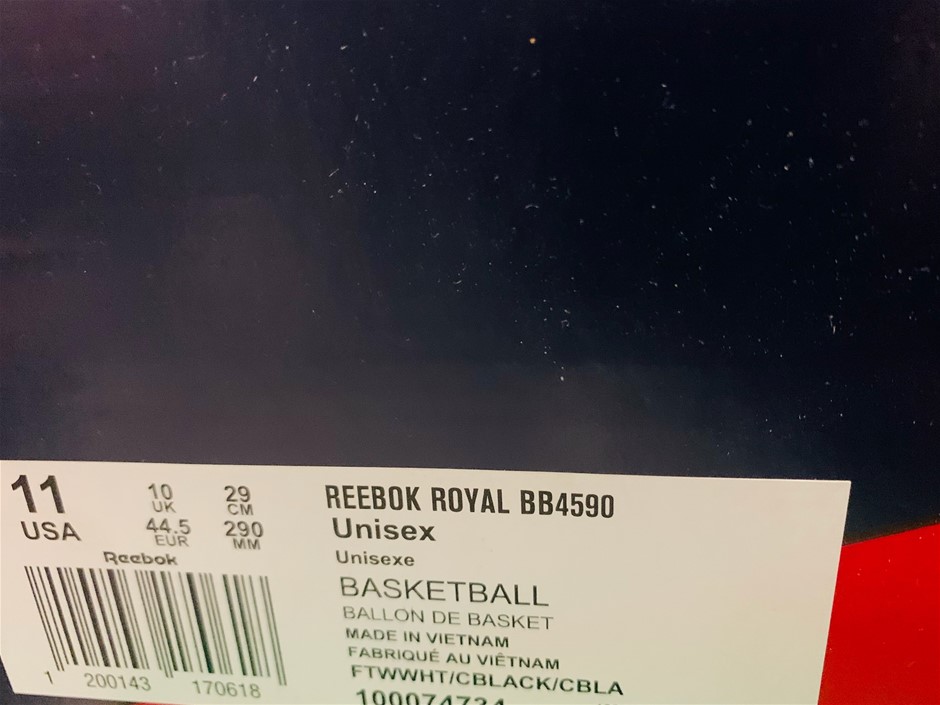 11
USA
10
UK
44.5
EUR
29
CM
290
MM
Reebok
1 200143 170618
REEBOK ROYAL BB4590
Unisex
Unisexe
BASKETBALL
BALLON DE BASKET
MADE IN VIETNAM
FABRIQUÉ AU VIÊTNAM
FTWWHT/CBLACK/CBLA
100074734